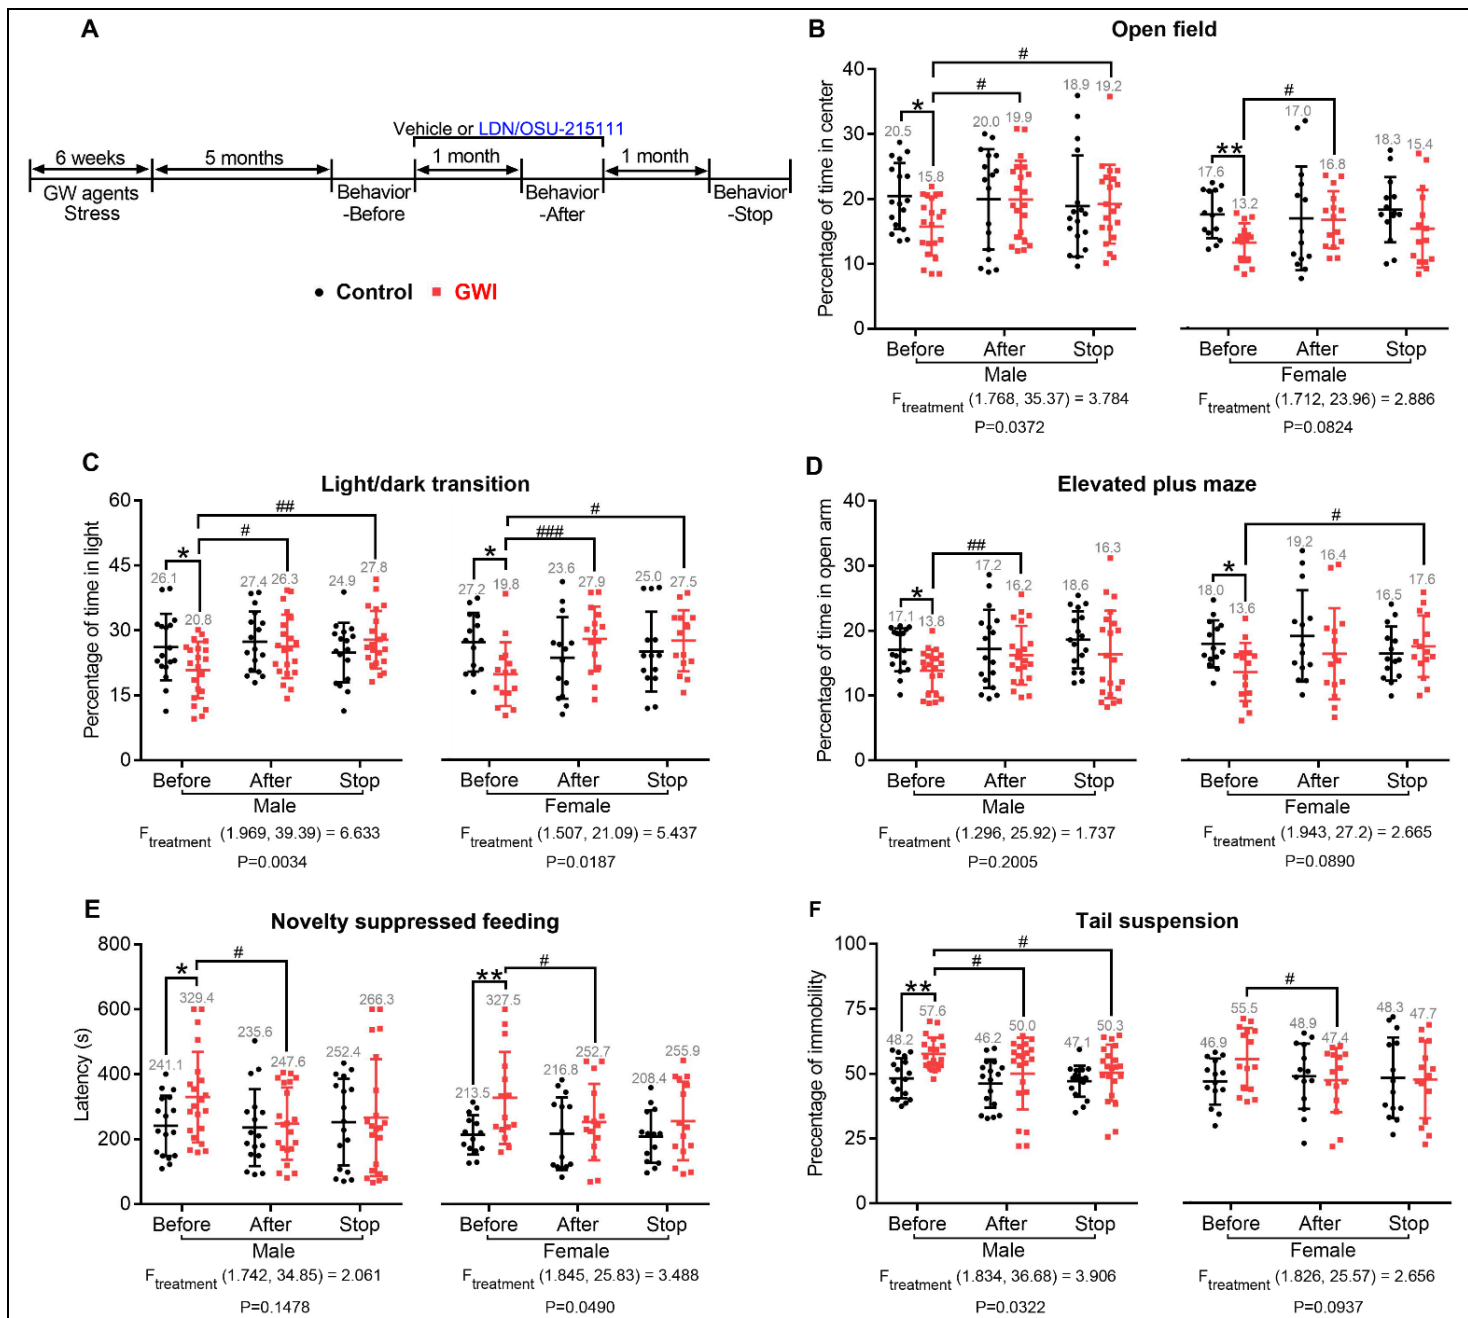 A
Vehicle or LDN/OSU-215111
6 weeks
5 months
1 month
1 month
GW agents
Stress
Behavior
-Before
Behavior
-After
Behavior
-Stop
Control
GWI
B
Open field
Percentage of time in center
40
30
20
10
0
# # * # **
20.5 15.8 20.0 19.9 18.9 19.2
17.6 13.2 17.0 16.8 18.3 15.4
Before After Stop
Male
Before After Stop
Female
Ftreatment (1.768, 35.37) = 3.784
P=0.0372
Ftreatment (1.712, 23.96) = 2.886
P=0.0824
C
Light/dark transition
Percentage of time in light
60
45
30
15
0
## # * # ### *
26.1 20.8 27.4 26.3 24.9 27.8
27.2 19.8 23.6 27.9 25.0 27.5
Before After Stop
Male
Before After Stop
Female
Ftreatment (1.969, 39.39) = 6.633
P=0.0034
Ftreatment (1.507, 21.09) = 5.437
P=0.0187
D
Elevated plus maze
Percentage of time in open arm
40
30
20
10
0
## * # *
17.1 13.8 17.2 16.2 18.6 16.3
18.0 13.6 19.2 16.4 16.5 17.6
Before After Stop
Male
Before After Stop
Female
Ftreatment (1.296, 25.92) = 1.737
P=0.2005
Ftreatment (1.943, 27.2) = 2.665
P=0.0890
E
Novelty suppressed feeding
Latency (s)
800
600
400
200
0
# * # **
241.1 329.4 235.6 247.6 252.4 266.3
213.5 327.5 216.8 252.7 208.4 255.9
Before After Stop
Male
Before After Stop
Female
Ftreatment (1.742, 34.85) = 2.061
P=0.1478
Ftreatment (1.845, 25.83) = 3.488
P=0.0490
F
Tail suspension
Precentage of immobility
100
75
50
25
0
# # ** #
48.2 57.6 46.2 50.0 47.1 50.3
46.9 55.5 48.9 47.4 48.3 47.7
Before After Stop
Male
Before After Stop
Female
Ftreatment (1.834, 36.68) = 3.906
P=0.0322
Ftreatment (1.826, 25.57) = 2.656
P=0.0937